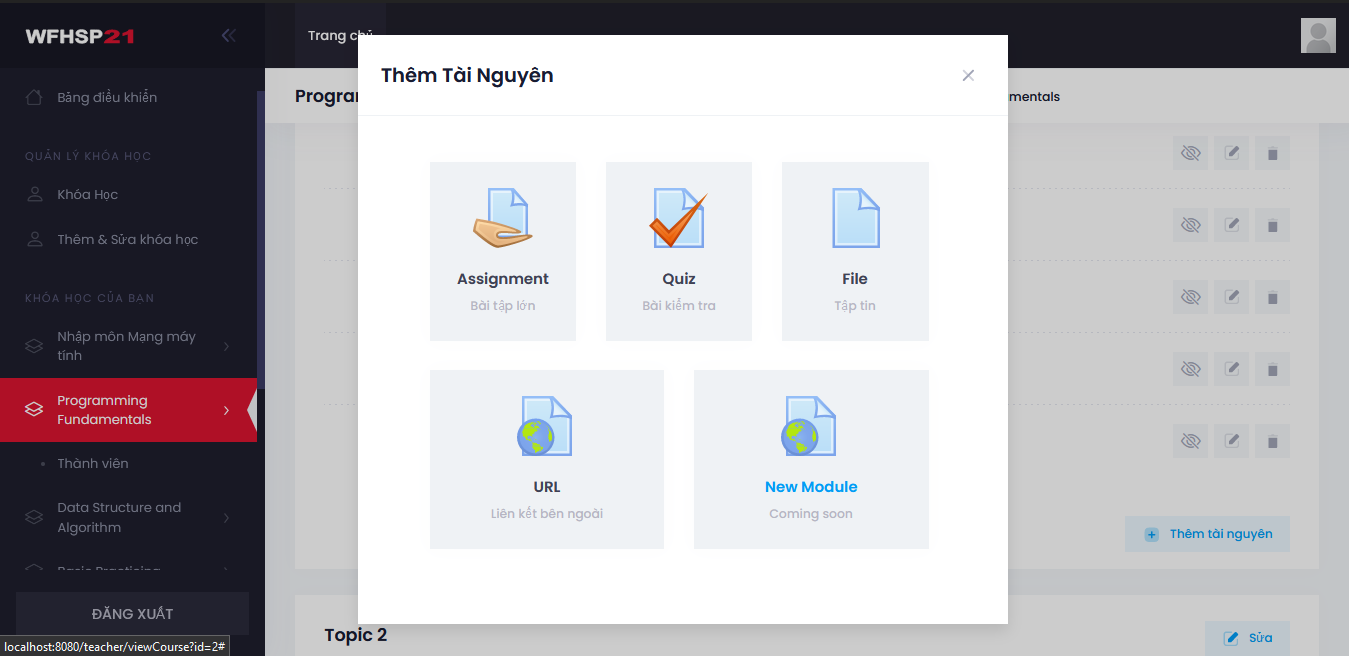 WFHSP21
Trang chủ
Thêm Tài Nguyên
Bảng điều khiển
QUẢN LÝ KHÓA HỌC
Khóa Học
Thêm & Sửa khóa học
KHÓA HỌC CỦA BẠN
Nhập môn Mạng máy
tính
Programming
Fundamentals
Thành viên
Data Structure and
Algorithm
Basic Practicing
ĐĂNG XUẤT
localhost:8080/teacher/viewCourse?id=2#
Assignment
Bài tập lớn
Quiz
Bài kiểm tra
File
Tập tin
URL
Liên kết bên ngoài
New Module
Coming soon
Thêm tài nguyên
Topic 2
Sửa